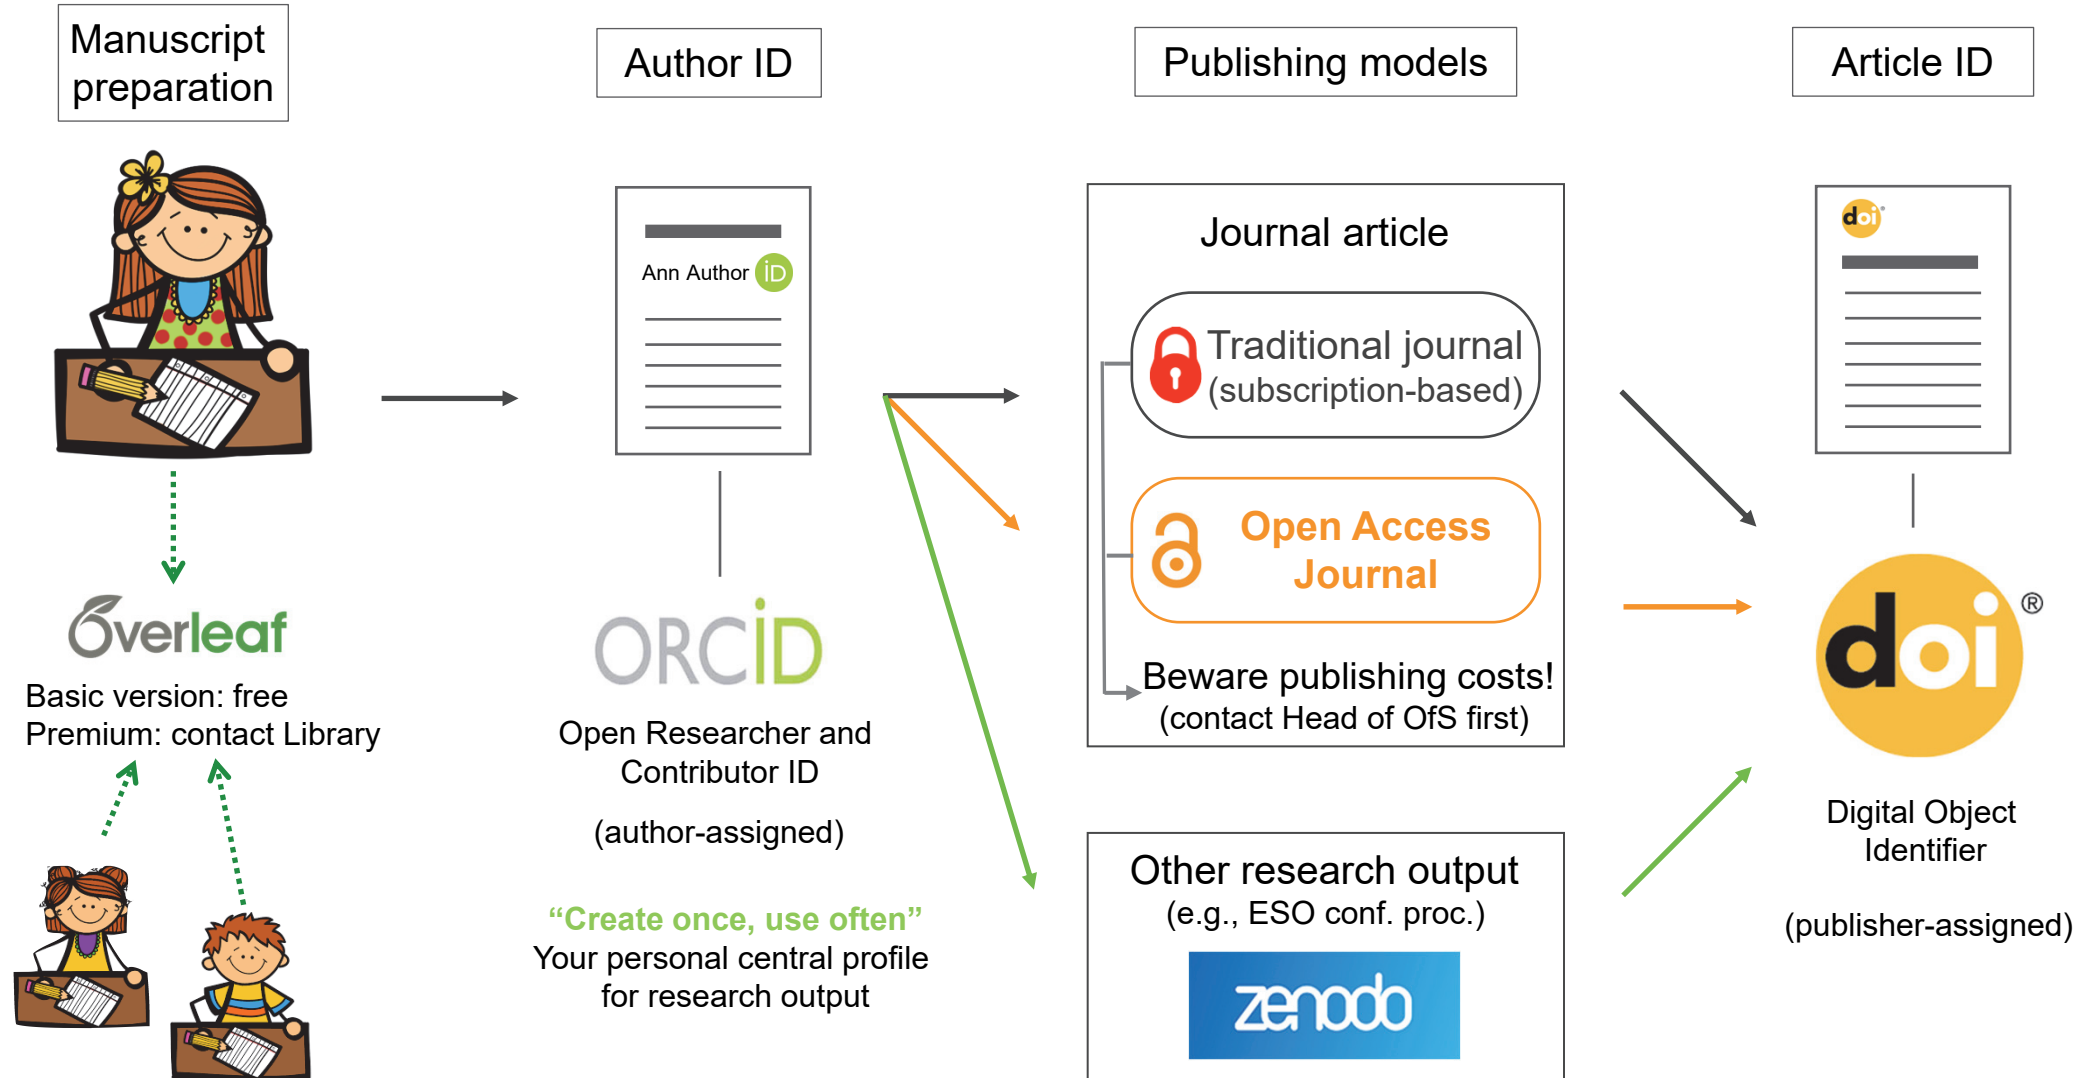 Manuscript
preparation
Overleaf
Basic version: free
Premium: contact Library
Author ID
Ann Author iD
ORCiD
Open Researcher and
Contributor ID
(author-assigned)
“Create once, use often”
Your personal central profile
for research output
Publishing models
Journal article
Traditional journal
(subscription-based)
Open Access
Journal
Beware publishing costs!
(contact Head of OfS first)
Other research output
(e.g., ESO conf. proc.)
zenodo
Article ID
doi®
doi®
Digital Object
Identifier
(publisher-assigned)